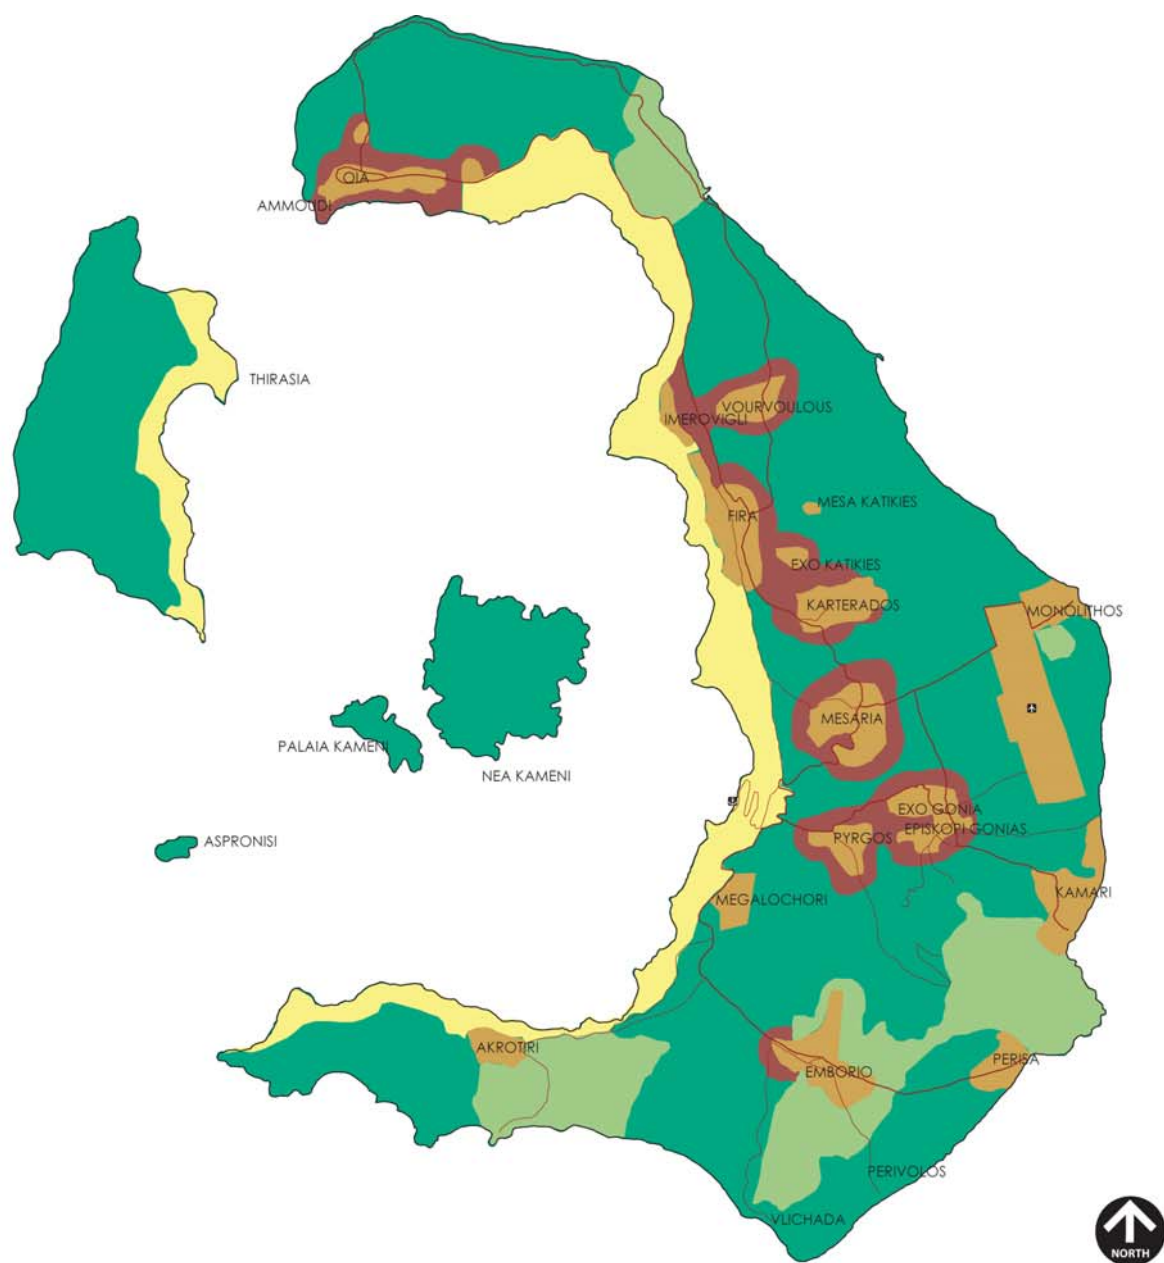 OIA
AMMOUDI
THIRASIA
VOURVOULOUS
IMEROVIGLI
MESA KATIKIES
FIRA
EXO KATIKIES
KARTERADOS
MONOLITHOS
MESARIA
PALAIA KAMENI
NEA KAMENI
EXO GONIA
EPISKOPI GONIAS
PYRGOS
ASPRONISI
KAMARI
MEGALOCHORI
AKROTIRI
PERISA
EMBORIO
PERIVOLOS
VLICHADA
NORTH